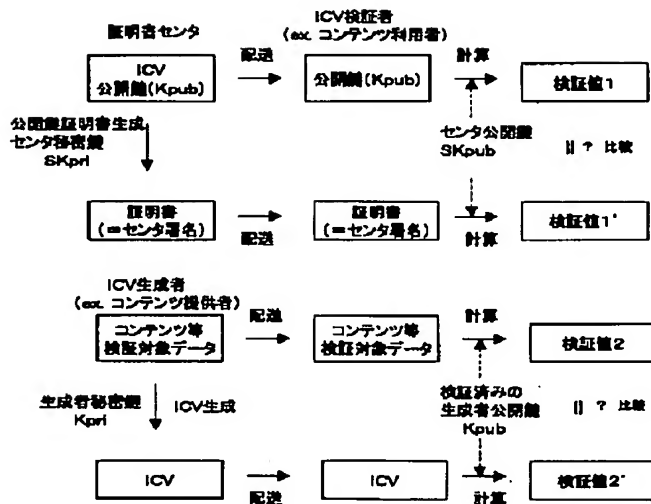 証明書センタ
ICV検証者
(ex. コンテンツ利用者)
ICV
公開鍵(Kpub)
配送
公開鍵(Kpub)
計算
検証値1
公開鍵証明書生成
センタ秘密鍵
SKpri
センタ公開鍵
SKpub
|| ? 比較
証明書
(=センタ署名)
配送
証明書
(=センタ署名)
計算
検証値1'
ICV生成者
(ex. コンテンツ提供者)
コンテンツ等
検証対象データ
配送
コンテンツ等
検証対象データ
計算
検証値2
生成者秘密鍵
Kpri
ICV生成
検証済みの
生成者公開鍵
Kpub
|| ? 比較
ICV
配送
ICV
計算
検証値2'